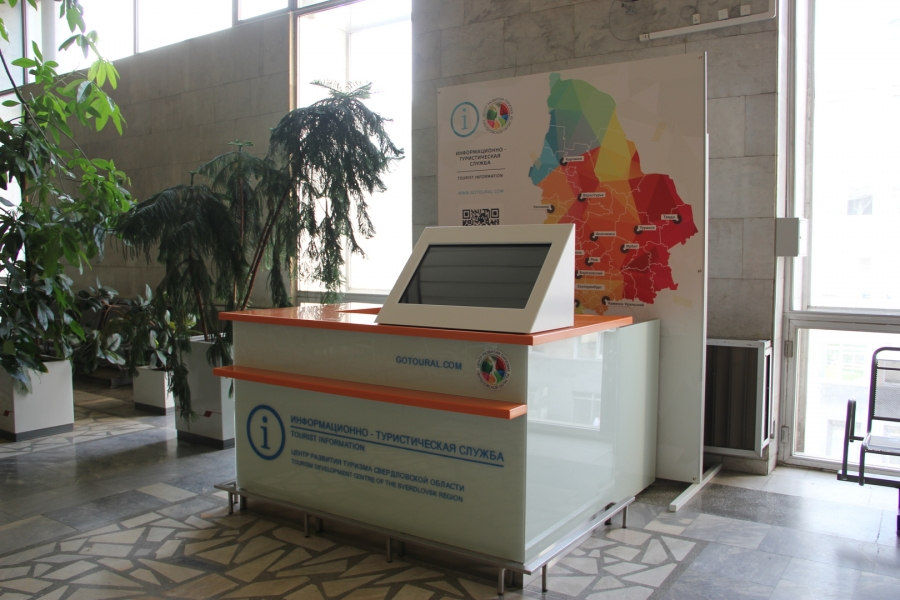 ИНФОРМАЦИОННО -
ТУРИСТИЧЕСКАЯ
СЛУЖБА
TOURIST INFORMATION
WWW.GOTOURAL.COM
GOTOURAL.COM
i
ИНФОРМАЦИОННО - ТУРИСТИЧЕСКАЯ СЛУЖБА
TOURIST INFORMATION
ЦЕНТР РАЗВИТИЯ ТУРИЗМА СВЕРДЛОВСКОЙ ОБЛАСТИ
TOURISM DEVELOPMENT CENTRE OF THE SVERDLOVSK REGION